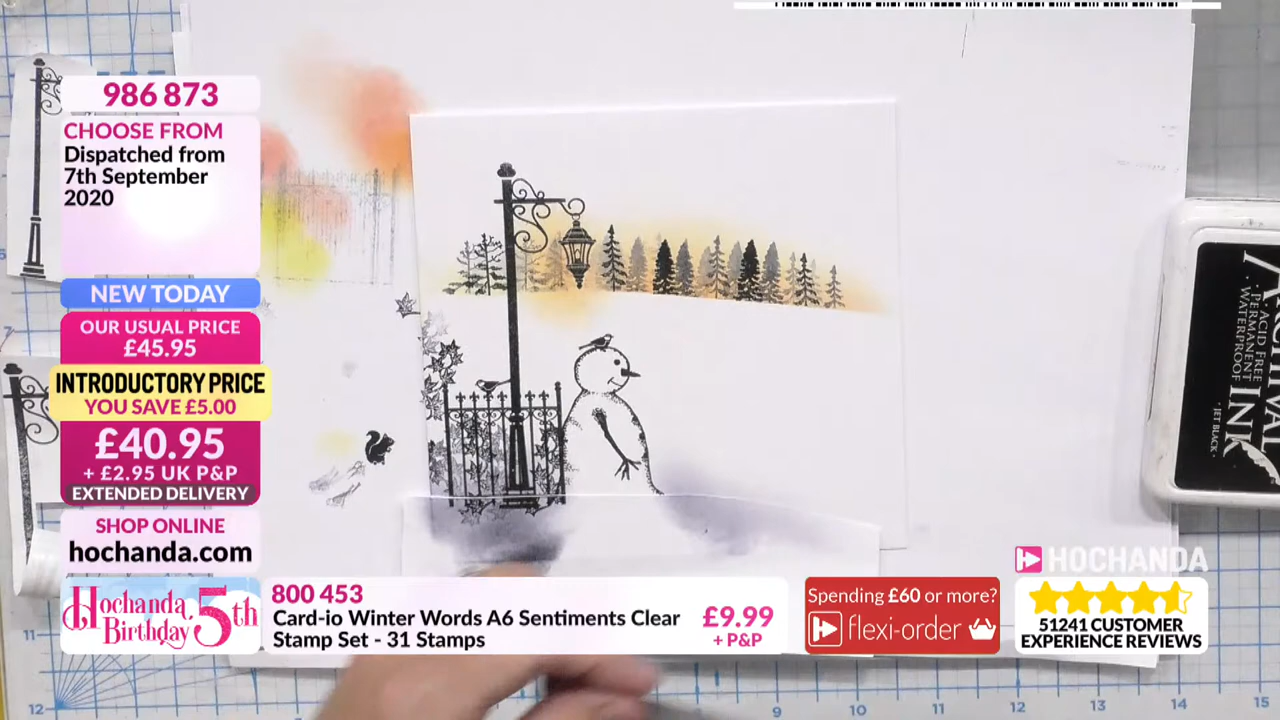 986 873
CHOOSE FROM
Dispatched from
7th September
2020
NEW TODAY
OUR USUAL PRICE
£45.95
INTRODUCTORY PRICE
YOU SAVE £5.00
£40.95
+ £2.95 UK P&P
EXTENDED DELIVERY
SHOP ONLINE
hochanda.com
Hochanda
Birthday
5th
800 453
Card-io Winter Words A6 Sentiments Clear
Stamp Set - 31 Stamps
£9.99
+ P&P
Spending £60 or more?
flexi-order
HOCHANDA
51241 CUSTOMER
EXPERIENCE REVIEWS
ARCHIVAL
INK
ACID FREE
PERMANENT
WATERPROOF
· JET BLACK ·
7
11
12
9
10
11
12
13
14
15